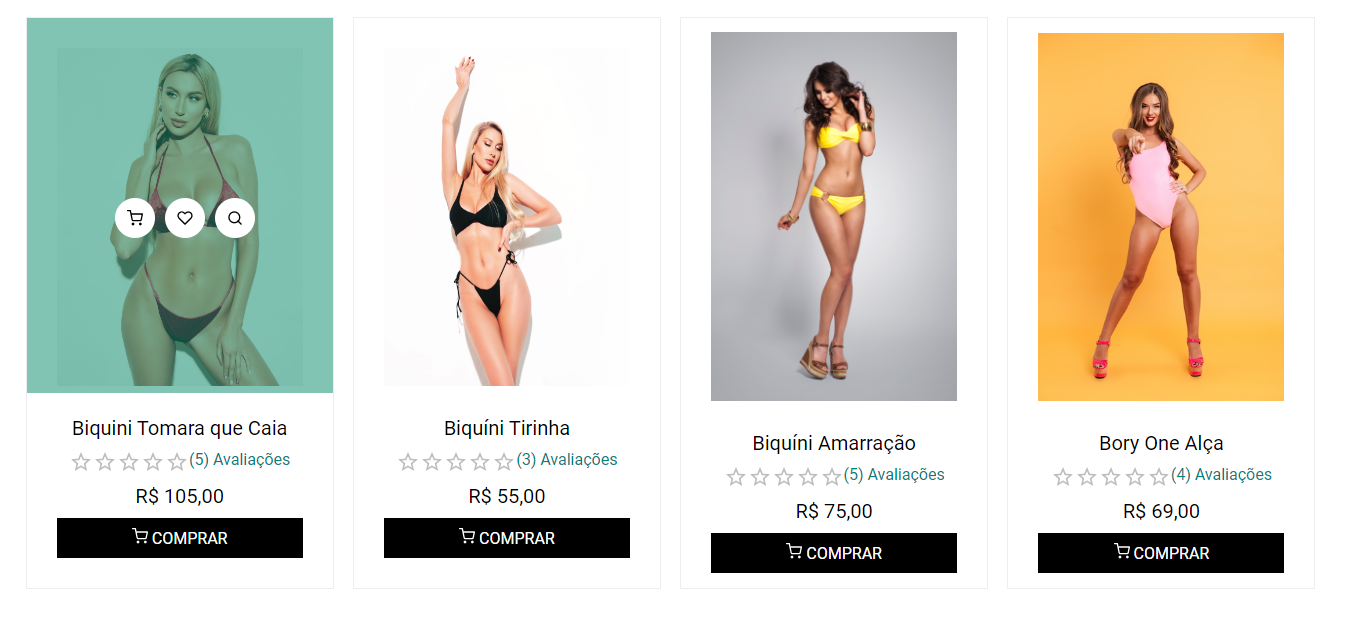 Biquini Tomara que Caia
(5) Avaliações
R$ 105,00
COMPRAR
Biquíni Tirinha
(3) Avaliações
R$ 55,00
COMPRAR
Biquíni Amarração
(5) Avaliações
R$ 75,00
COMPRAR
Bory One Alça
(4) Avaliações
R$ 69,00
COMPRAR